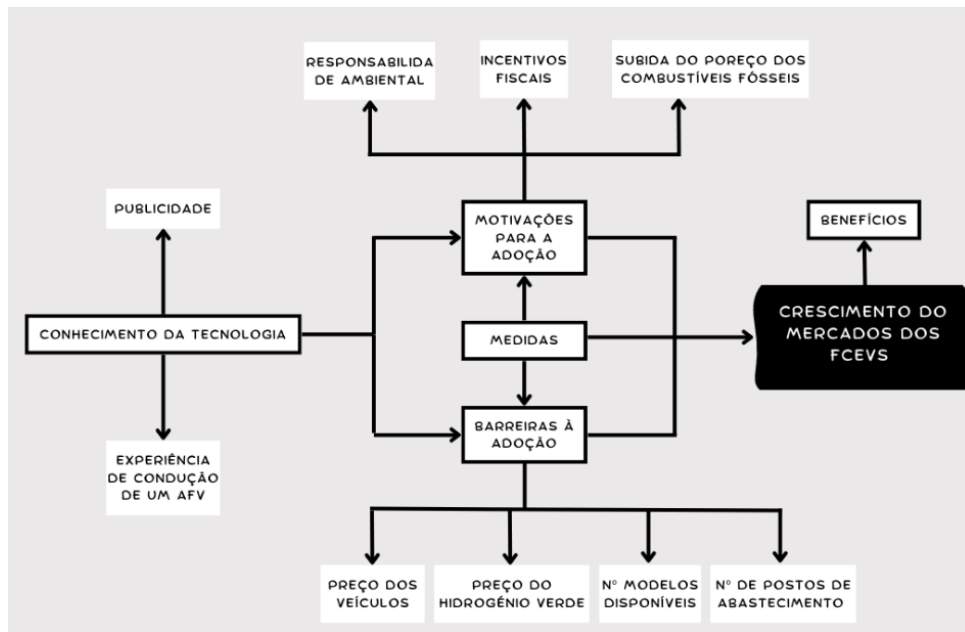 RESPONSABILIDA
DE AMBIENTAL
INCENTIVOS
FISCAIS
SUBIDA DO POREÇO DOS
COMBUSTÍVEIS FÓSSEIS
PUBLICIDADE
MOTIVAÇÕES
PARA A
ADOÇÃO
BENEFÍCIOS
CONHECIMENTO DA TECNOLOGIA
MEDIDAS
CRESCIMENTO DO
MERCADOS DOS
FCEVS
BARREIRAS À
ADOÇÃO
EXPERIÊNCIA
DE CONDUÇÃO
DE UM AFV
PREÇO DOS
VEÍCULOS
PREÇO DO
HIDROGÉNIO VERDE
Nº MODELOS
DISPONÍVEIS
Nº DE POSTOS DE
ABASTECIMENTO